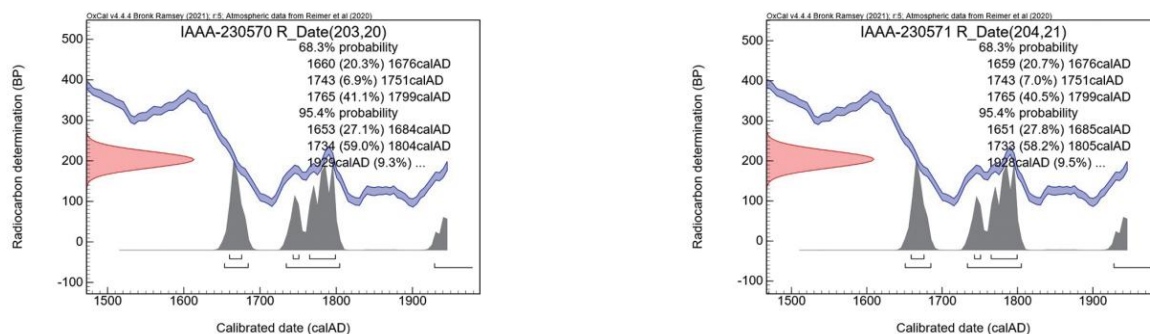 OxCal v4.4.4 Bronk Ramsey (2021); r:5; Atmospheric data from Reimer et al (2020)
IAAA-230570 R_Date(203,20)
68.3% probability
1660 (20.3%) 1676calAD
1743 (6.9%) 1751calAD
1765 (41.1%) 1799calAD
95.4% probability
1653 (27.1%) 1684calAD
1734 (59.0%) 1804calAD
1929calAD (9.3%) ...
Radiocarbon determination (BP)
500
400
300
200
100
0
-100
1500 1600 1700 1800 1900
Calibrated date (calAD)
OxCal v4.4.4 Bronk Ramsey (2021); r:5; Atmospheric data from Reimer et al (2020)
IAAA-230571 R_Date(204,21)
68.3% probability
1659 (20.7%) 1676calAD
1743 (7.0%) 1751calAD
1765 (40.5%) 1799calAD
95.4% probability
1651 (27.8%) 1685calAD
1733 (58.2%) 1805calAD
1928calAD (9.5%) ...
Radiocarbon determination (BP)
500
400
300
200
100
0
-100
1500 1600 1700 1800 1900
Calibrated date (calAD)